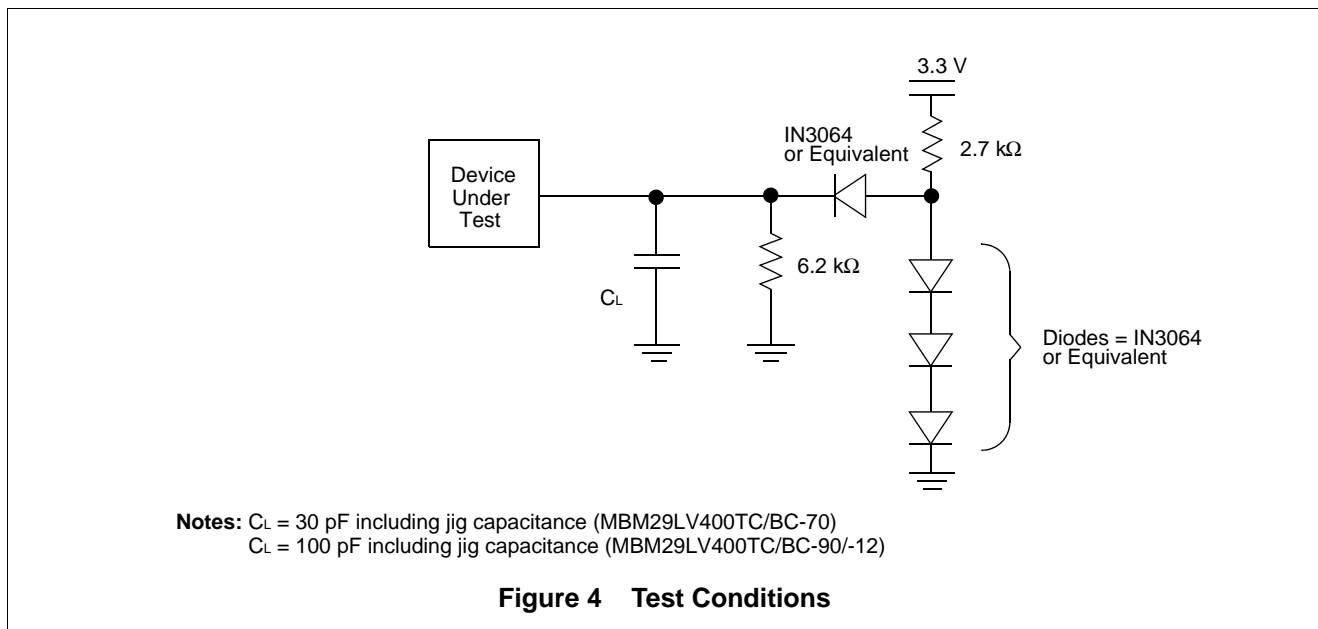 3.3 V
IN3064
or Equivalent
2.7 kΩ
Device
Under
Test
6.2 kΩ
CL
Diodes = IN3064
or Equivalent
Notes: CL = 30 pF including jig capacitance (MBM29LV400TC/BC-70)
CL = 100 pF including jig capacitance (MBM29LV400TC/BC-90/-12)
Figure 4 Test Conditions